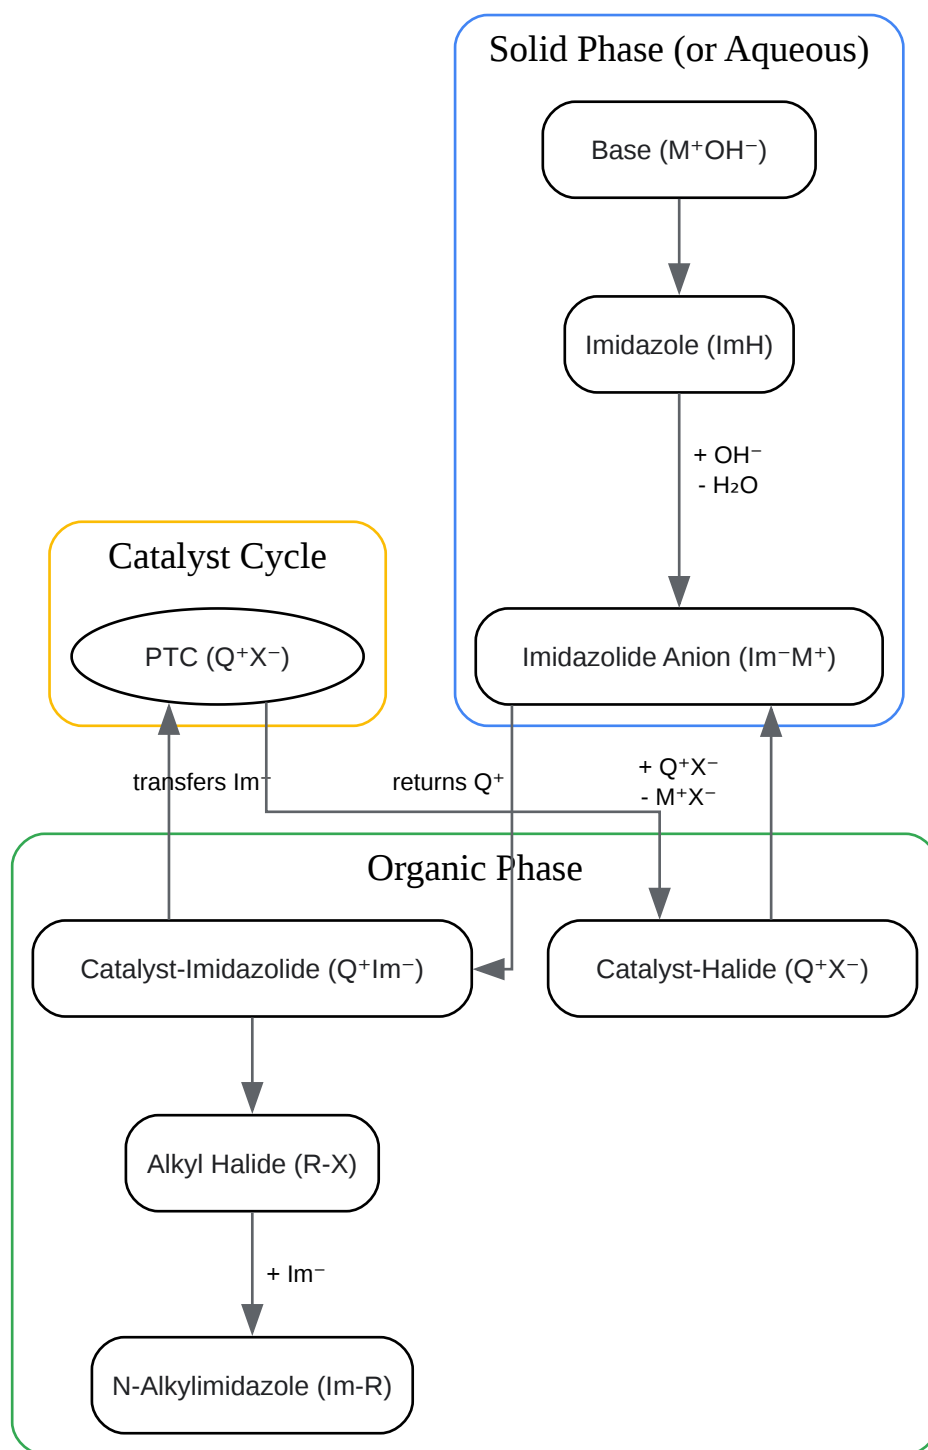 Solid Phase (or Aqueous)
Base (M⁺OH⁻)
Imidazole (ImH)
+ OH⁻
- H₂O
Catalyst Cycle
PTC (Q⁺X⁻)
Imidazolide Anion (Im⁻M⁺)
transfers Im⁻
returns Q⁺
+ Q⁺X⁻
- M⁺X⁻
Organic Phase
Catalyst-Imidazolide (Q⁺Im⁻)
Catalyst-Halide (Q⁺X⁻)
Alkyl Halide (R-X)
+ Im⁻
N-Alkylimidazole (Im-R)